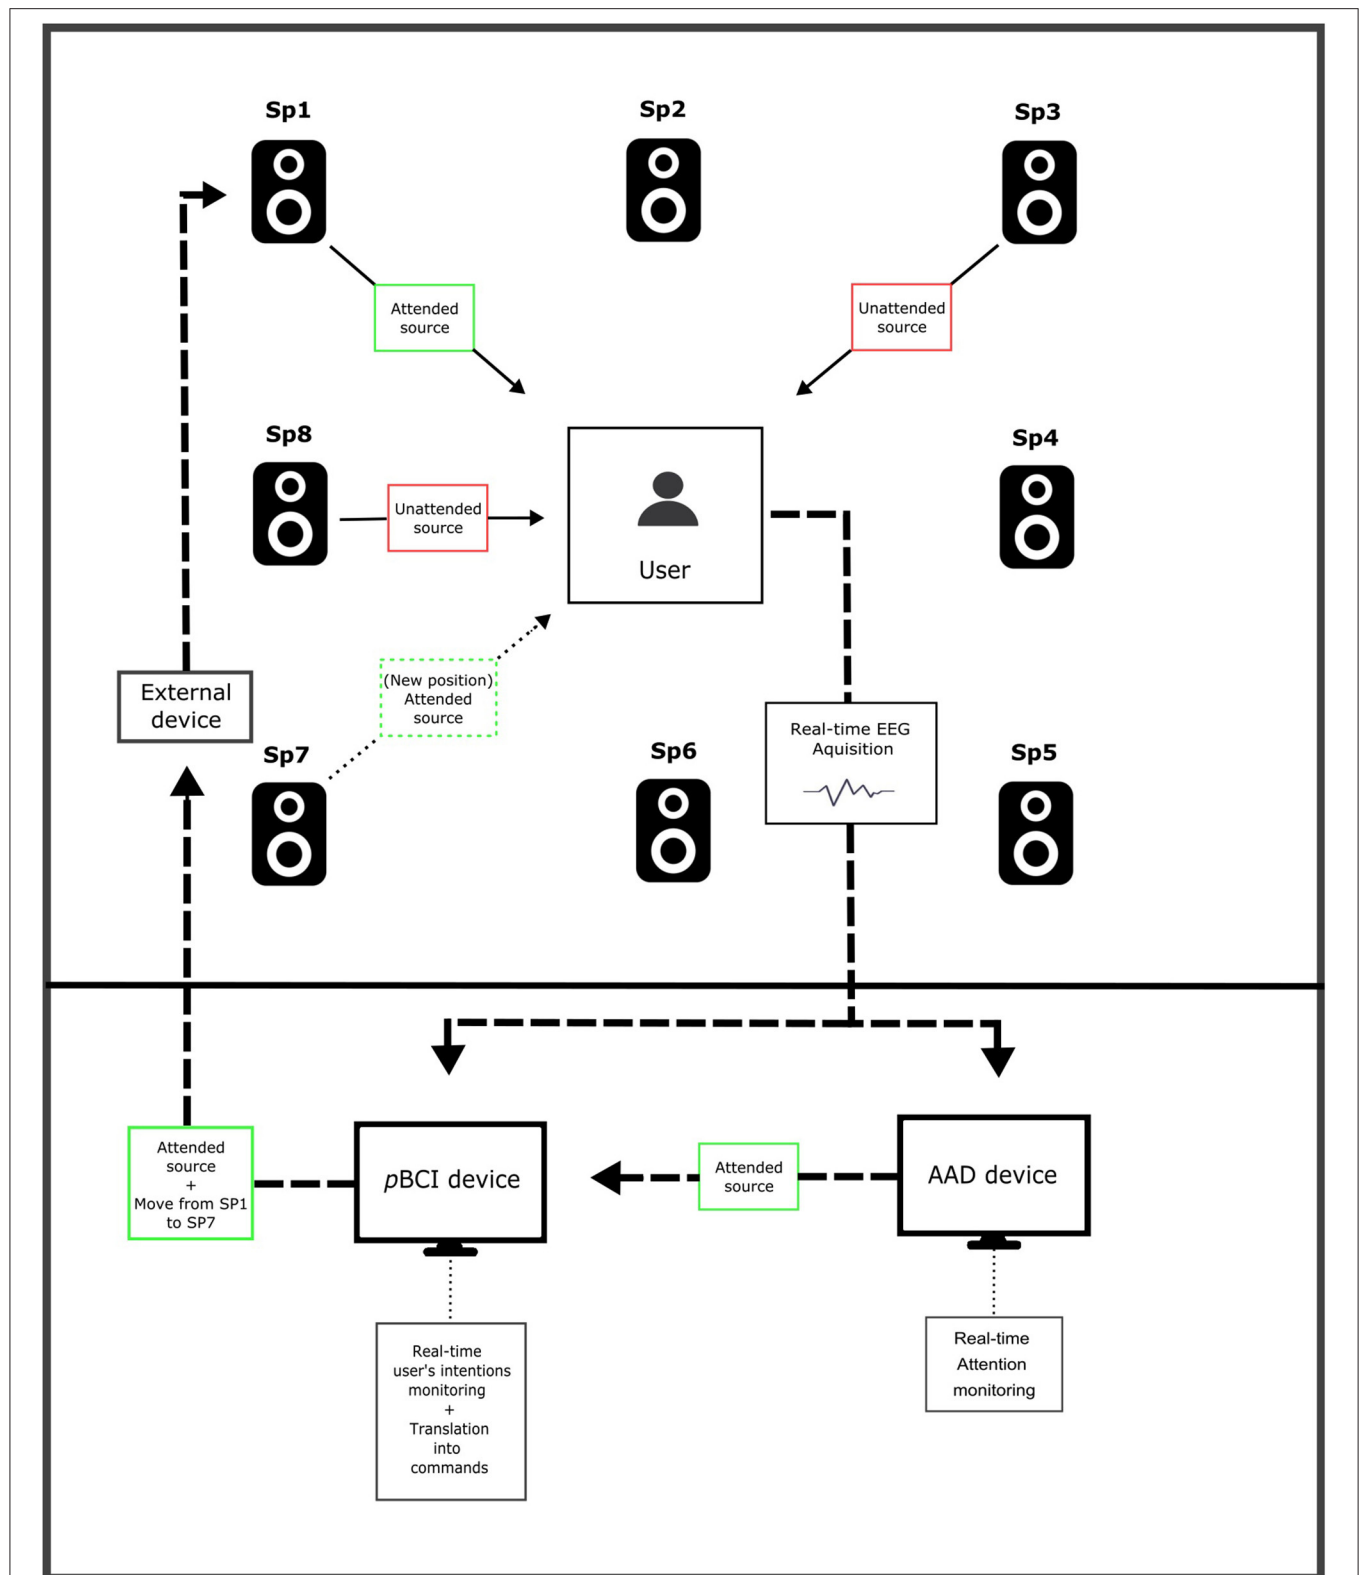 Sp1
Sp2
Sp3
Attended
source
Unattended
source
Sp8
Sp4
Unattended
source
User
(New position)
Attended
source
External
device
Real-time EEG
Aquisition
Sp7
Sp6
Sp5
Attended
source
+
Move from SP1
to SP7
pBCI device
Attended
source
AAD device
Real-time
user's intentions
monitoring
+
Translation
into
commands
Real-time
Attention
monitoring